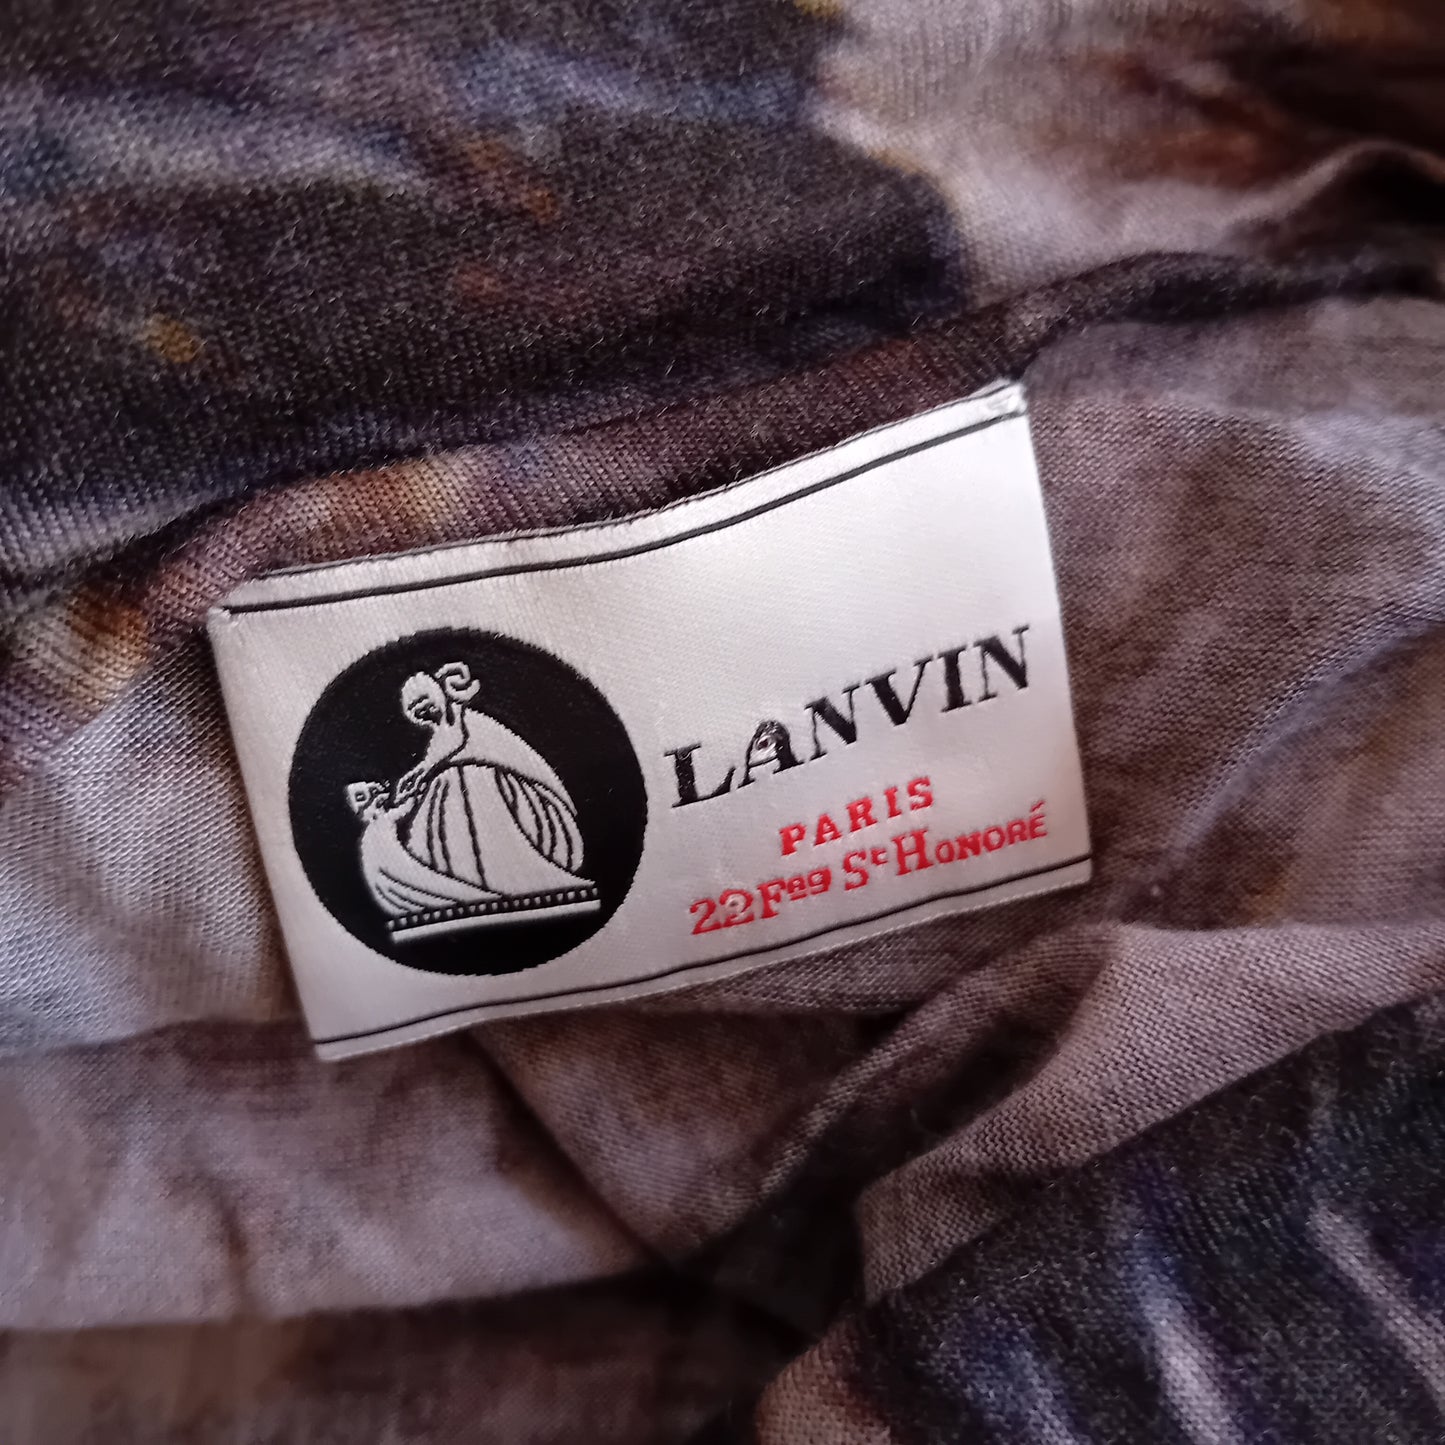 LANVIN
PARIS
22 Fbg St HONORÉ